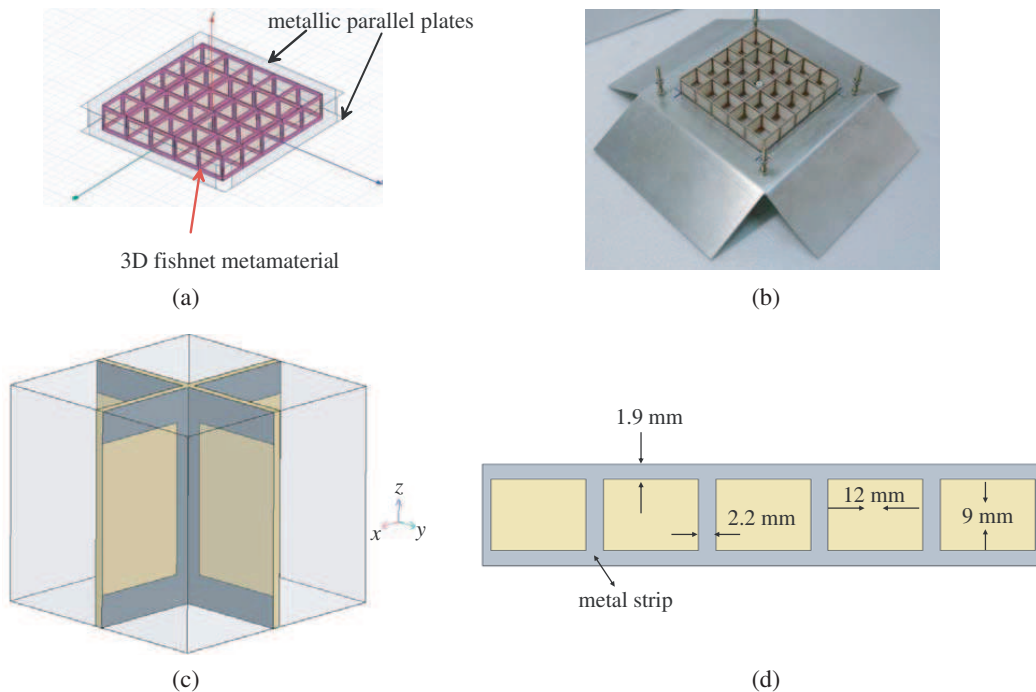 metallic parallel plates
3D fishnet metamaterial
(a)
(b)
1.9 mm
12 mm
2.2 mm
9 mm
z
x
y
metal strip
(c)
(d)